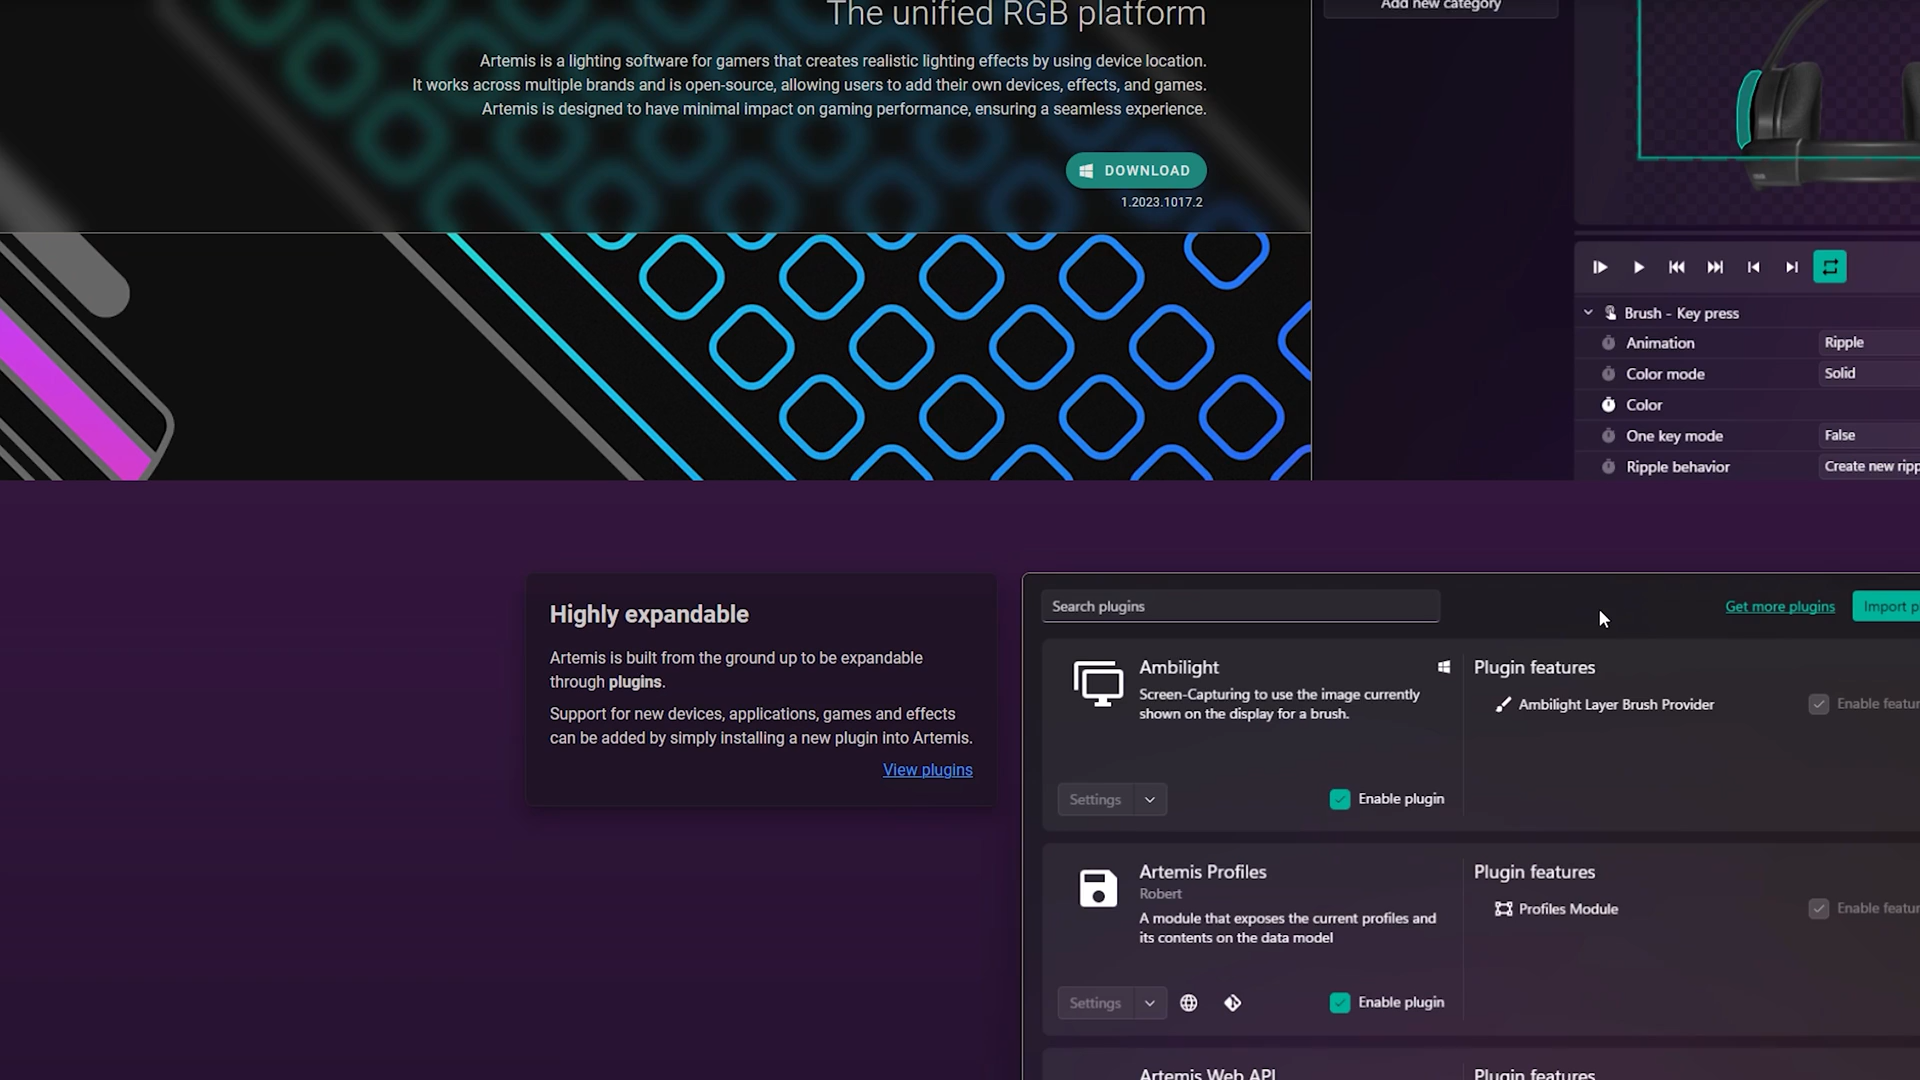 The unified RGB platform
Artemis is a lighting software for gamers that creates realistic lighting effects by using device location.
It works across multiple brands and is open-source, allowing users to add their own devices, effects, and games.
Artemis is designed to have minimal impact on gaming performance, ensuring a seamless experience.
DOWNLOAD
1.2023.1017.2
Add new category
Brush - Key press
Animation Ripple
Color mode Solid
Color
One key mode False
Ripple behavior Create new ripp
Highly expandable
Artemis is built from the ground up to be expandable
through plugins.
Support for new devices, applications, games and effects
can be added by simply installing a new plugin into Artemis.
View plugins
Search plugins
Get more plugins
Import p
Ambilight
Screen-Capturing to use the image currently
shown on the display for a brush.
Settings
Enable plugin
Plugin features
Ambilight Layer Brush Provider
Enable featur
Artemis Profiles
Robert
A module that exposes the current profiles and
its contents on the data model
Settings
Enable plugin
Plugin features
Profiles Module
Enable featur
Artemis Web API
Plugin features